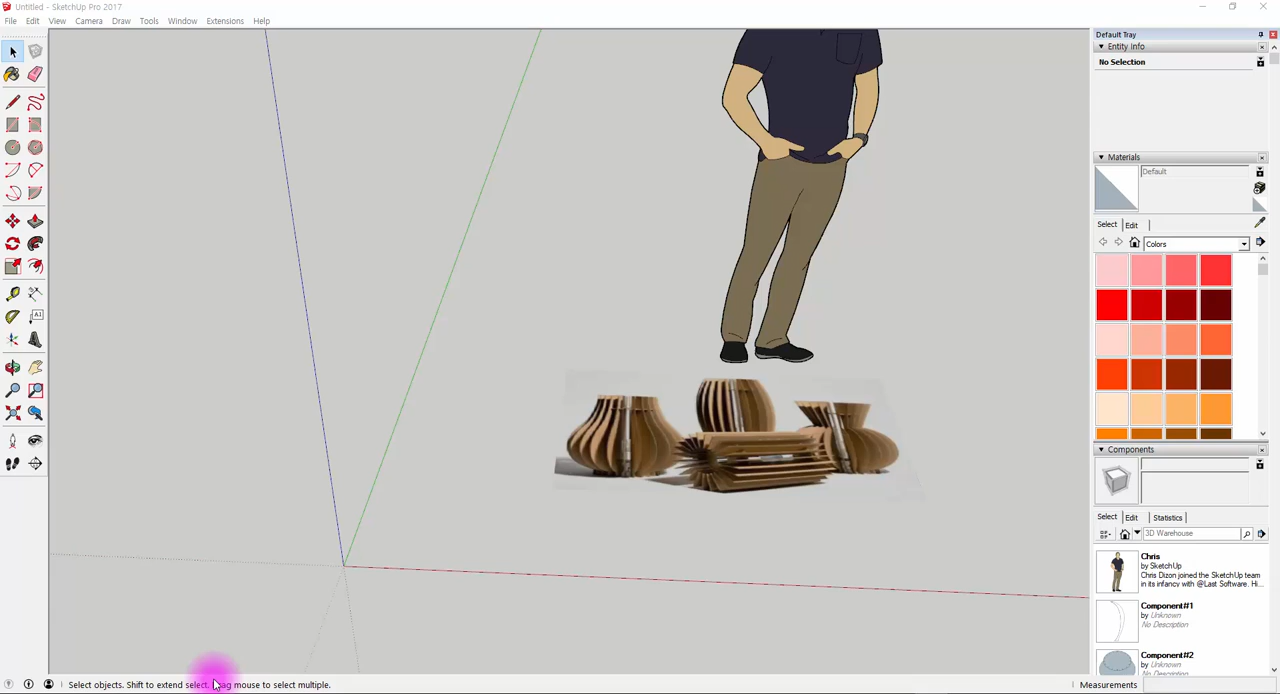 Untitled - SketchUp Pro 2017
File Edit View Camera Draw Tools Window Extensions Help
Default Tray
Entity Info
No Selection
Materials
Default
Select Edit
Colors
Components
Select Edit Statistics
3D Warehouse
Chris
by SketchUp
Chris Dizon joined the SketchUp team
in its infancy with @Last Software. Hi...
Component#1
by Unknown
No Description
Component#2
by Unknown
No Description
Select objects. Shift to extend select. Drag mouse to select multiple.
Measurements